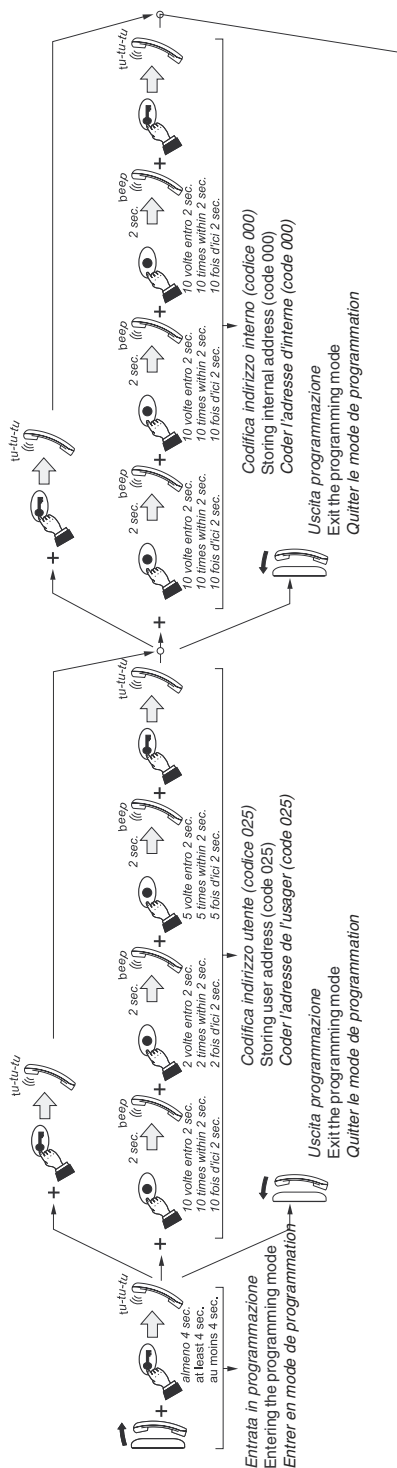 almeno 4 sec.
at least 4 sec.
au moins 4 sec.
tu-tu-tu
+
Entrata in programmazione
Entering the programming mode
Entrer en mode de programmation
+
tu-tu-tu
+
10 volte entro 2 sec.
10 times within 2 sec.
10 fois d'ici 2 sec.
2 sec.
beep
+
2 volte entro 2 sec.
2 times within 2 sec.
2 fois d'ici 2 sec.
2 sec.
beep
+
5 volte entro 2 sec.
5 times within 2 sec.
5 fois d'ici 2 sec.
2 sec.
beep
+
tu-tu-tu
Codifica indirizzo utente (codice 025)
Storing user address (code 025)
Coder l'adresse de l'usager (code 025)
Uscita programmazione
Exit the programming mode
Quitter le mode de programmation
+
tu-tu-tu
+
10 volte entro 2 sec.
10 times within 2 sec.
10 fois d'ici 2 sec.
2 sec.
beep
+
10 volte entro 2 sec.
10 times within 2 sec.
10 fois d'ici 2 sec.
2 sec.
beep
+
10 volte entro 2 sec.
10 times within 2 sec.
10 fois d'ici 2 sec.
2 sec.
beep
+
tu-tu-tu
Codifica indirizzo interno (codice 000)
Storing internal address (code 000)
Coder l'adresse d'interne (code 000)
Uscita programmazione
Exit the programming mode
Quitter le mode de programmation